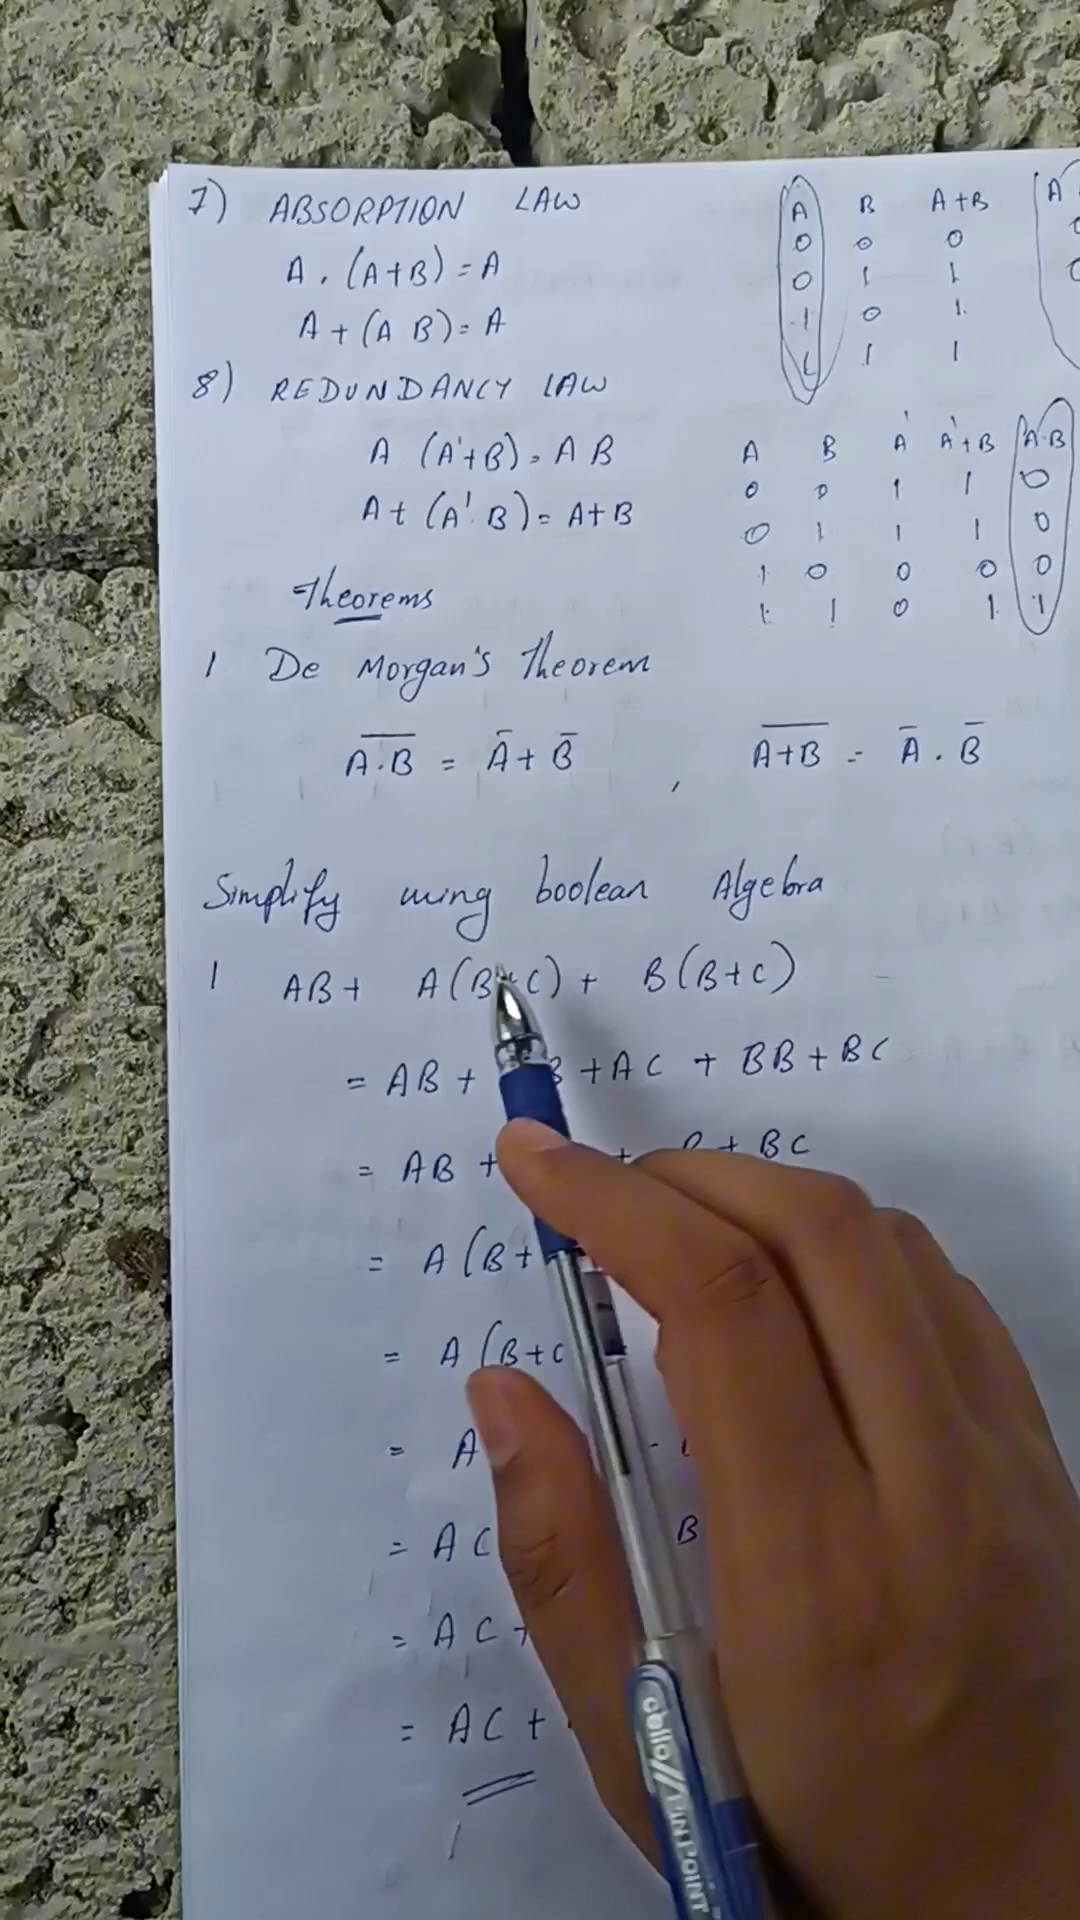 7) ABSORPTION LAW
A . (A+B) = A
A + (A B) = A
A B A+B A
0 0 0
0 1 1
1 0 1
1 1 1
8) REDUNDANCY LAW
A (A'+B) = A B
A + (A'. B) = A+B
A B A' A'+B A.B
0 0 1 1 0
0 1 1 1 0
1 0 0 0 0
1 1 0 1 1
Theorems
1 De Morgan's Theorem
A̅.̅B̅ = A̅ + B̅ , A̅+̅B̅ = A̅ . B̅
Simplify using boolean Algebra
1 AB + A(B+C) + B(B+C)
= AB + B + AC + BB + BC
= AB + + B + BC
= A (B+
= A (B+C
= A
= AC B
= AC +
= AC +
cello// FINPOINT